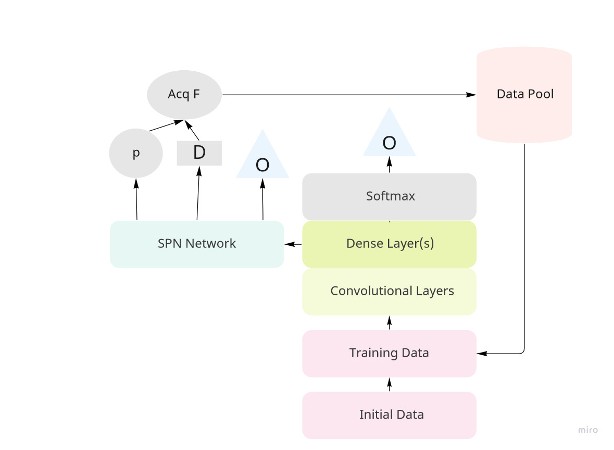 Acq F
Data Pool
p
D
O
O
Softmax
SPN Network
Dense Layer(s)
Convolutional Layers
Training Data
Initial Data
miro